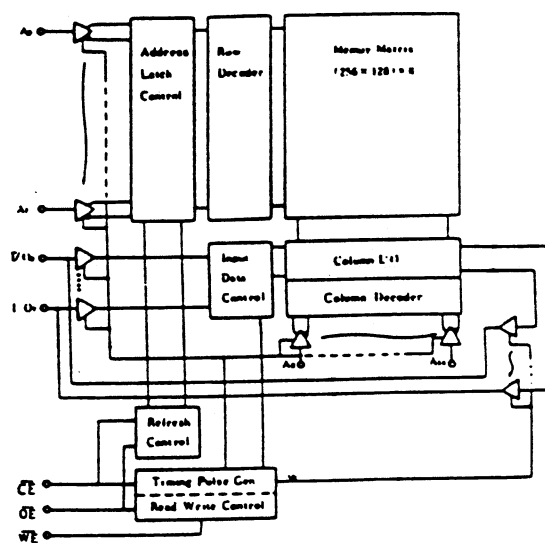 A0
Address
Latch
Control
Row
Decoder
Memory Matrix
(256 × 128) × 8
A7
Input
Data
Control
Column I/O
Column Decoder
Refresh
Control
CE
Timing Pulse Gen
OE
Read Write Control
WE